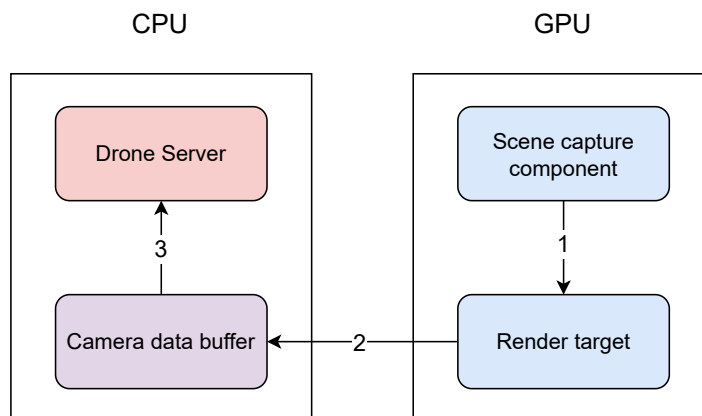 CPU
GPU
Drone Server
Scene capture
component
3
1
Camera data buffer
2
Render target